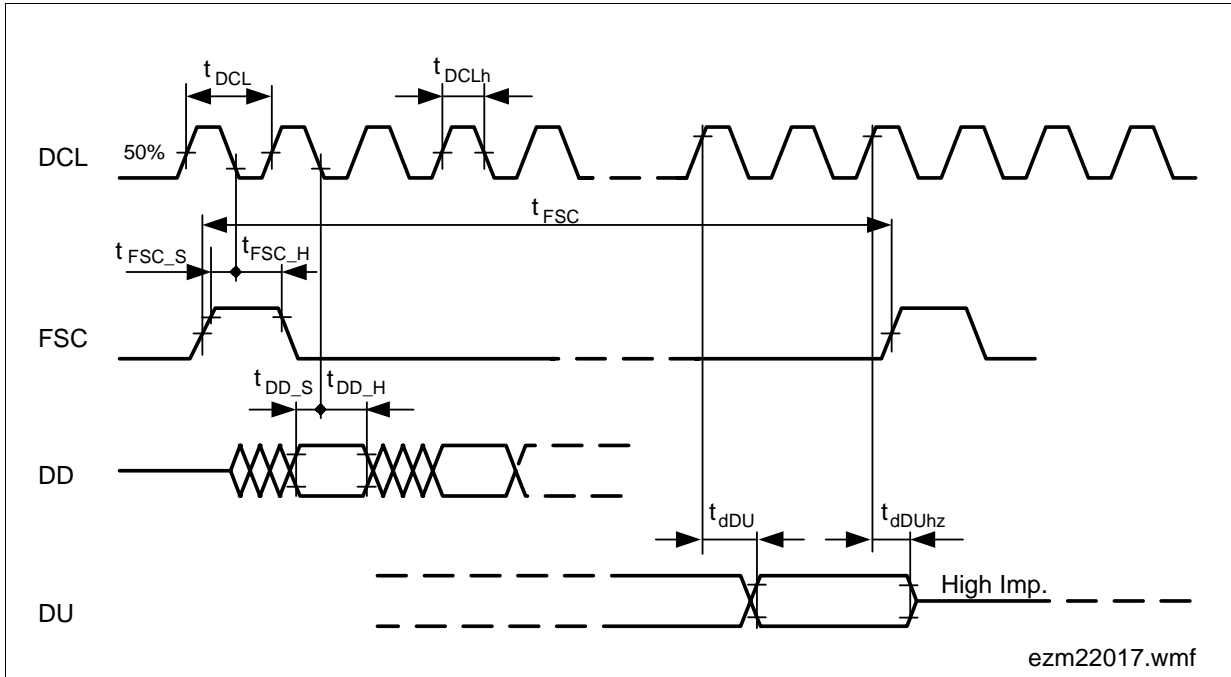 t DCL
t DCLh
DCL
50%
t FSC
t FSC_S
t FSC_H
FSC
t DD_S
t DD_H
DD
t dDU
t dDUhz
High Imp.
DU
ezm22017.wmf